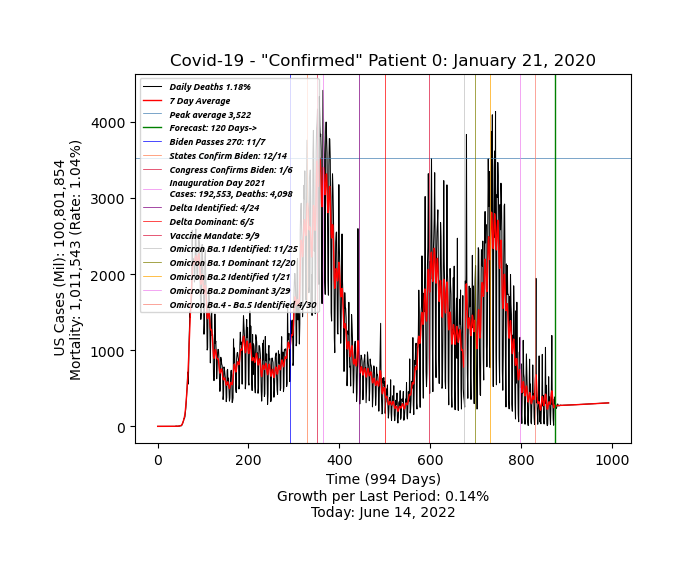 Covid-19 - "Confirmed" Patient 0: January 21, 2020
Daily Deaths 1.18%
7 Day Average
Peak average 3,522
Forecast: 120 Days->
Biden Passes 270: 11/7
States Confirm Biden: 12/14
Congress Confirms Biden: 1/6
Inauguration Day 2021
Cases: 192,553, Deaths: 4,098
Delta Identified: 4/24
Delta Dominant: 6/5
Vaccine Mandate: 9/9
Omicron Ba.1 Identified: 11/25
Omicron Ba.1 Dominant 12/20
Omicron Ba.2 Identified 1/21
Omicron Ba.2 Dominant 3/29
Omicron Ba.4 - Ba.5 Identified 4/30
US Cases (Mil): 100,801,854
Mortality: 1,011,543 (Rate: 1.04%)
4000
3000
2000
1000
0
0 200 400 600 800 1000
Time (994 Days)
Growth per Last Period: 0.14%
Today: June 14, 2022